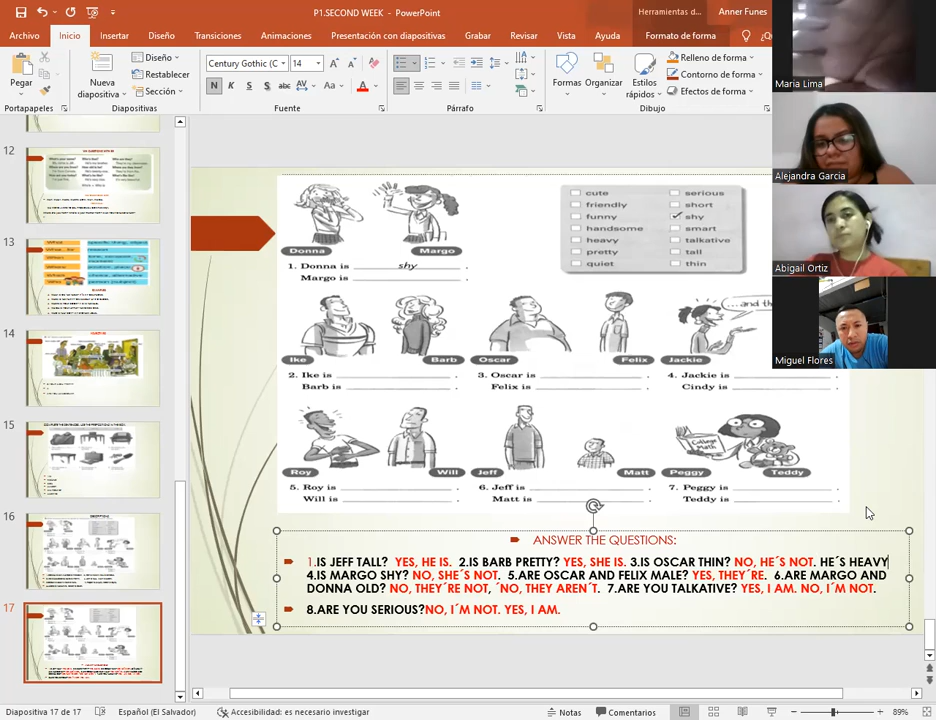 P1.SECOND WEEK - PowerPoint
Herramientas d...
Anner Funes
Archivo Inicio Insertar Diseño Transiciones Animaciones Presentación con diapositivas Grabar Revisar Vista Ayuda Formato de forma
Pegar
Portapapeles
Nueva diapositiva
Diseño
Restablecer
Sección
Diapositivas
Century Gothic (C
14
N K S abc AV Aa A
Fuente
Párrafo
Formas
Organizar
Estilos rápidos
Dibujo
Relleno de forma
Contorno de forma
Efectos de forma
Maria Lima
Alejandra Garcia
Abigail Ortiz
Miguel Flores
12
13
14
15
16
17
cute
friendly
funny
handsome
heavy
pretty
quiet
serious
short
shy
smart
talkative
tall
thin
Donna
Margo
1. Donna is shy .
Margo is .
...and th
Ike
Barb
Oscar
Felix
Jackie
2. Ike is .
Barb is .
3. Oscar is .
Felix is .
4. Jackie is .
Cindy is .
College Math
Roy
Will
Jeff
Matt
Peggy
Teddy
5. Roy is .
Will is .
6. Jeff is .
Matt is .
7. Peggy is .
Teddy is .
ANSWER THE QUESTIONS:
1.IS JEFF TALL? YES, HE IS. 2.IS BARB PRETTY? YES, SHE IS. 3.IS OSCAR THIN? NO, HE´S NOT. HE´S HEAVY
4.IS MARGO SHY? NO, SHE´S NOT. 5.ARE OSCAR AND FELIX MALE? YES, THEY´RE. 6.ARE MARGO AND
DONNA OLD? NO, THEY´RE NOT, ´NO, THEY AREN´T. 7.ARE YOU TALKATIVE? YES, I AM. NO, I´M NOT.
8.ARE YOU SERIOUS?NO, I´M NOT. YES, I AM.
Diapositiva 17 de 17
Español (El Salvador)
Accesibilidad: es necesario investigar
Notas
Comentarios
89%